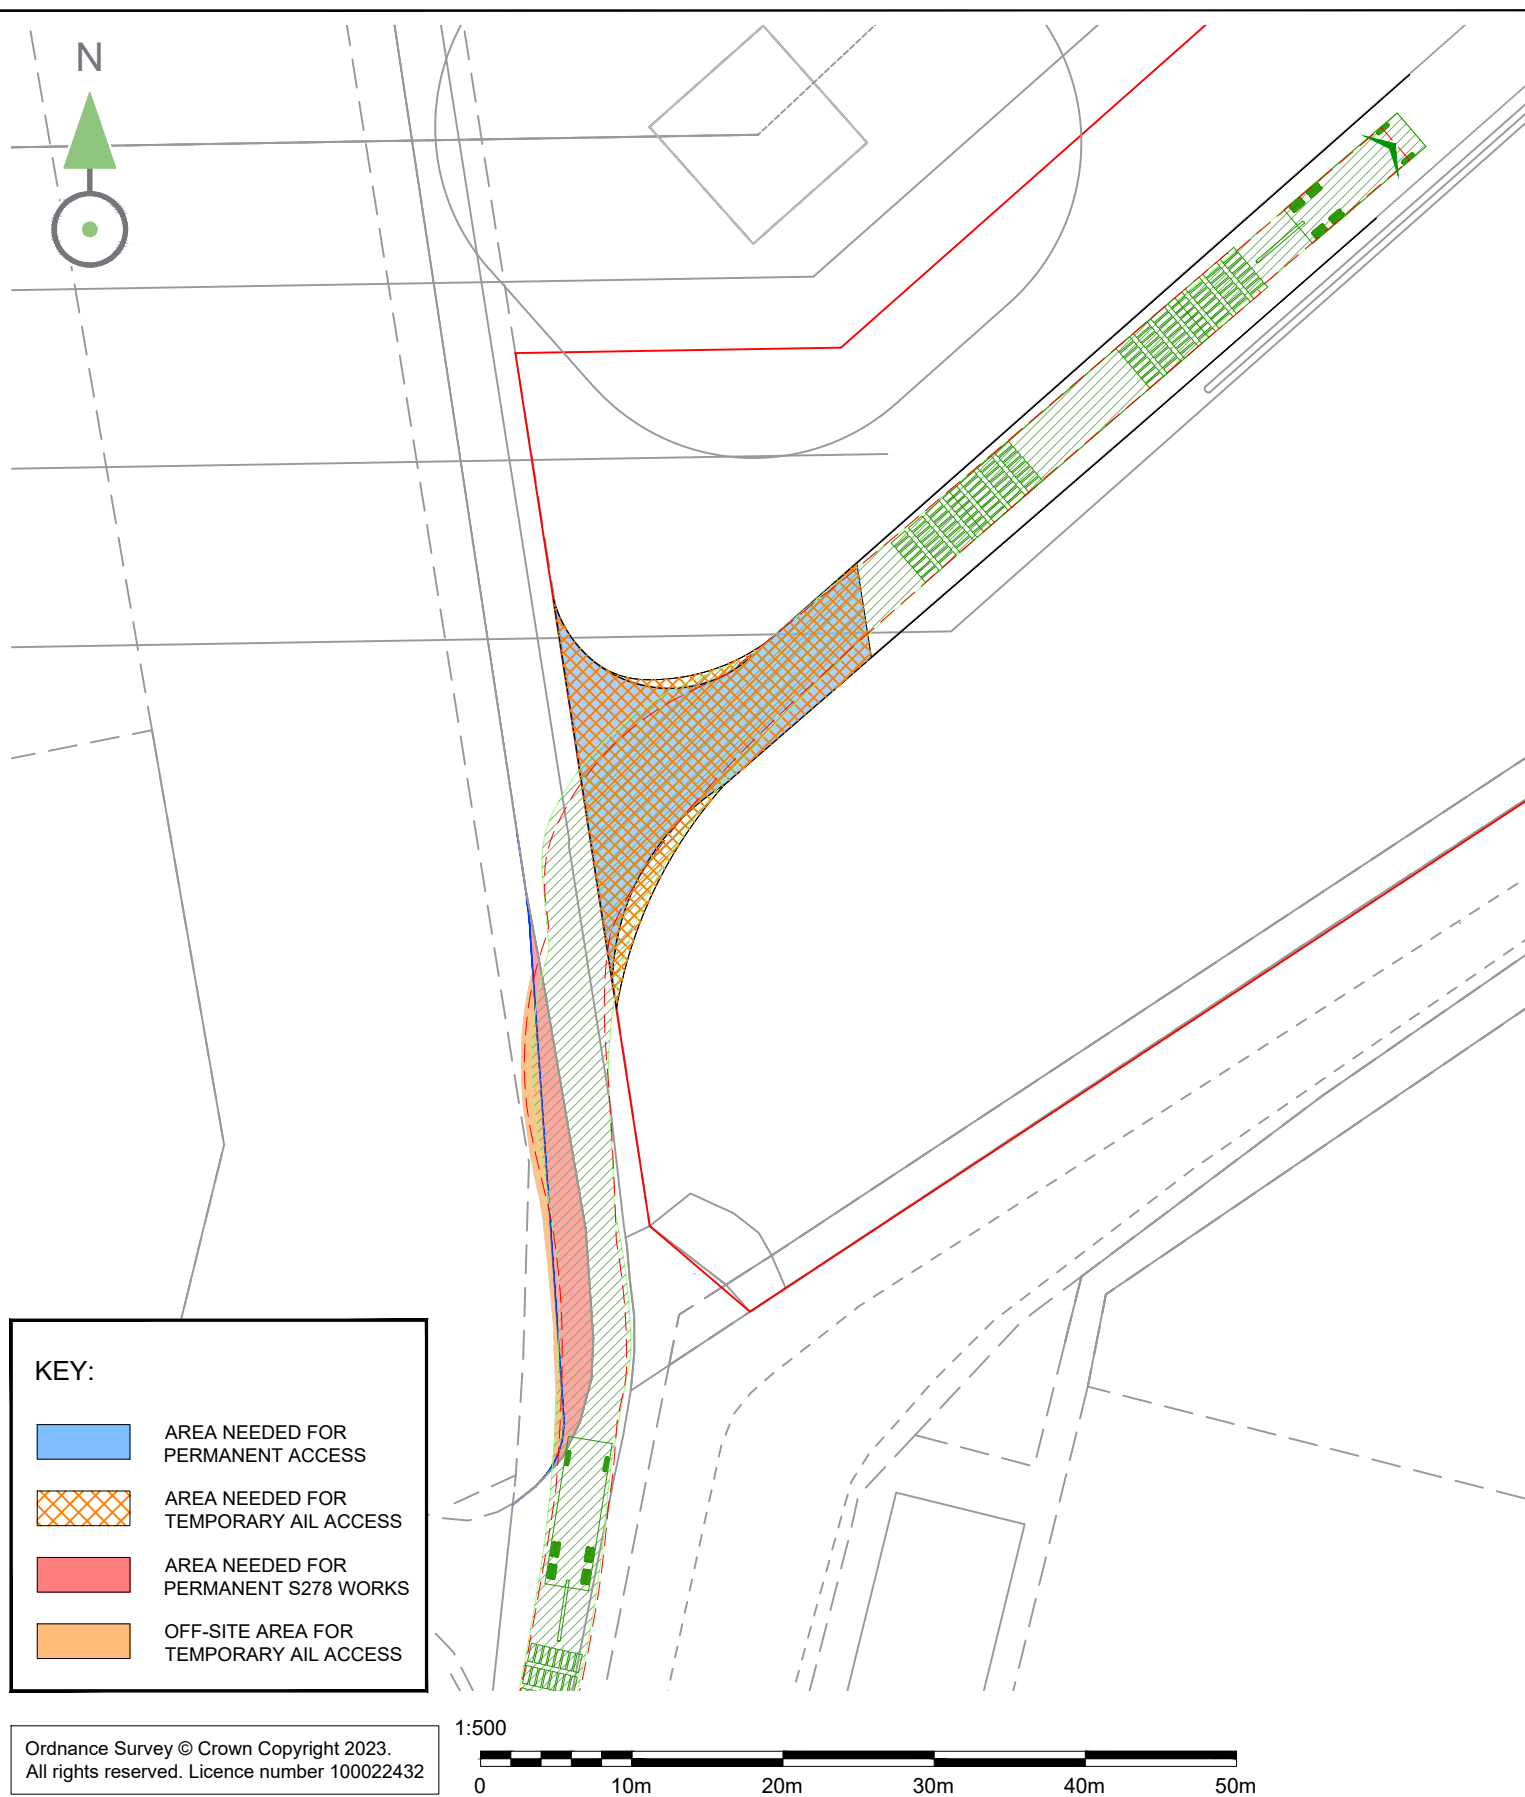 N
KEY:
AREA NEEDED FOR
PERMANENT ACCESS
AREA NEEDED FOR
TEMPORARY AIL ACCESS
AREA NEEDED FOR
PERMANENT S278 WORKS
OFF-SITE AREA FOR
TEMPORARY AIL ACCESS
Ordnance Survey © Crown Copyright 2023.
All rights reserved. Licence number 100022432
1:500
0 10m 20m 30m 40m 50m